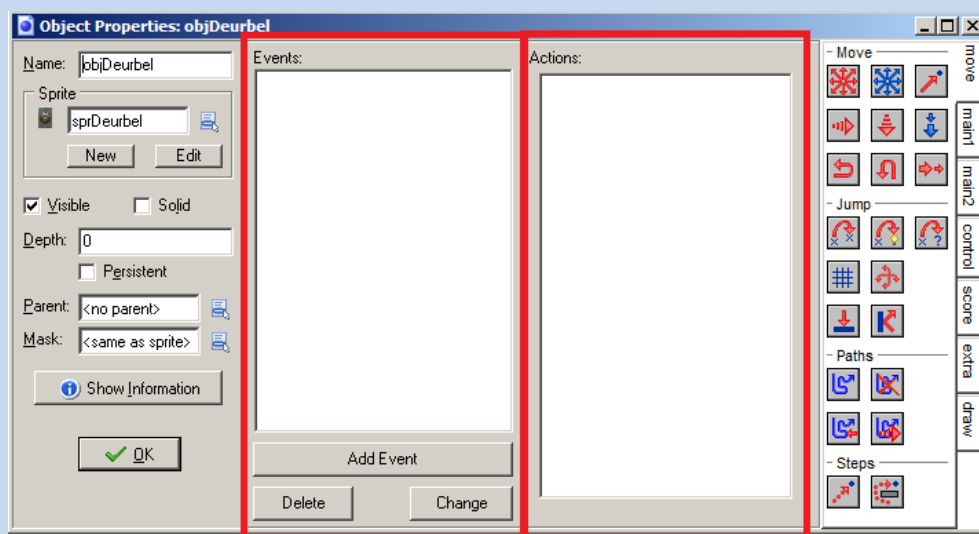 Object Properties: objDeurbel
Name: objDeurbel
Sprite
sprDeurbel
New Edit
Visible Solid
Depth: 0
Persistent
Parent: <no parent>
Mask: <same as sprite>
Show Information
OK
Events:
Add Event
Delete Change
Actions:
Move
Jump
Paths
Steps
move
main1
main2
control
score
extra
draw